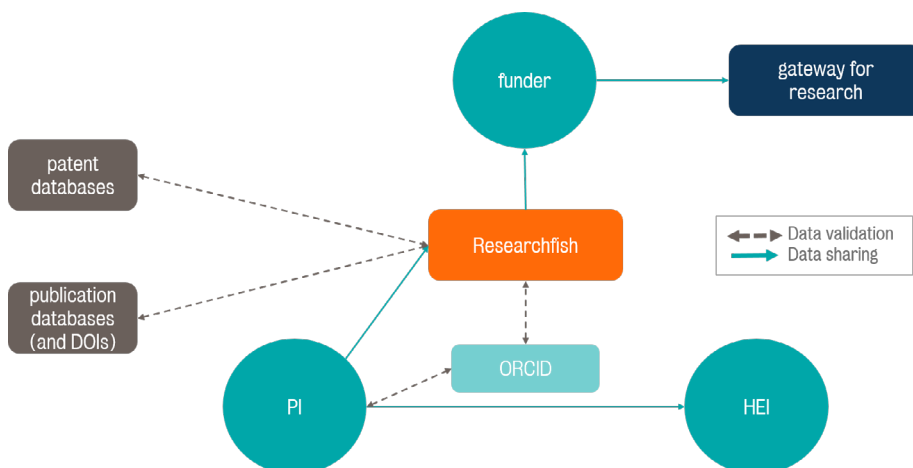 funder
gateway for
research
patent
databases
Researchfish
Data validation
Data sharing
publication
databases
(and DOIs)
ORCID
PI
HEI